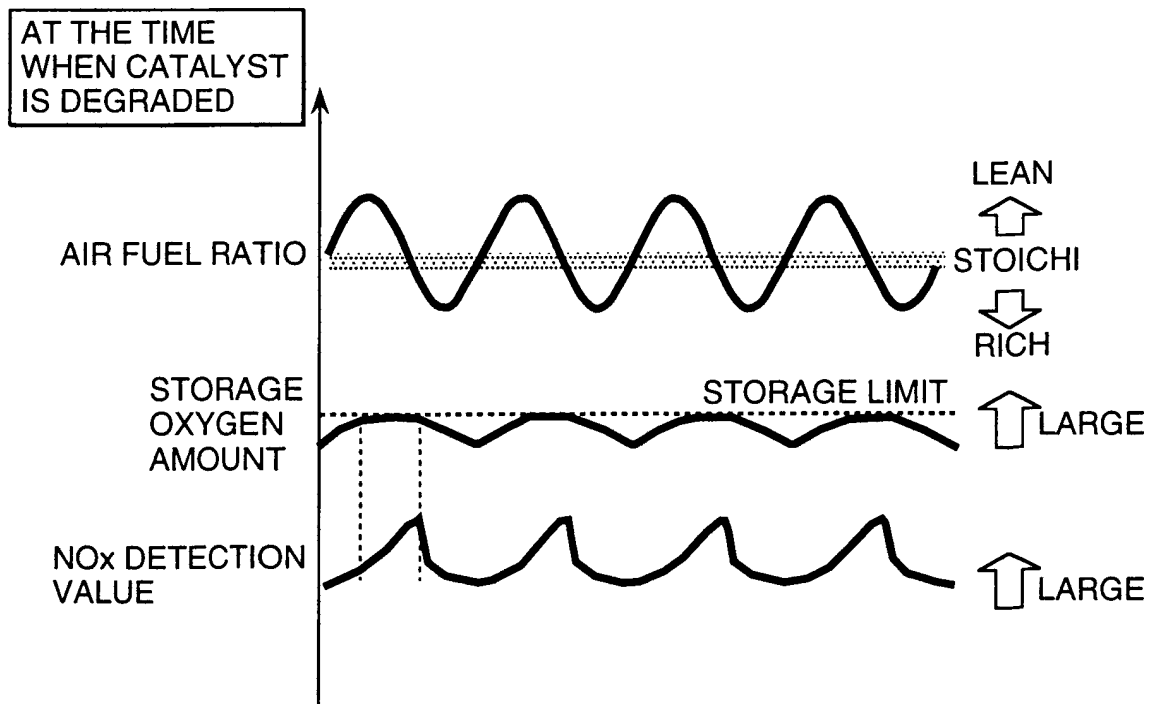 AT THE TIME
WHEN CATALYST
IS DEGRADED
LEAN
AIR FUEL RATIO
STOICHI
RICH
STORAGE
OXYGEN
AMOUNT
STORAGE LIMIT
LARGE
NOx DETECTION
VALUE
LARGE